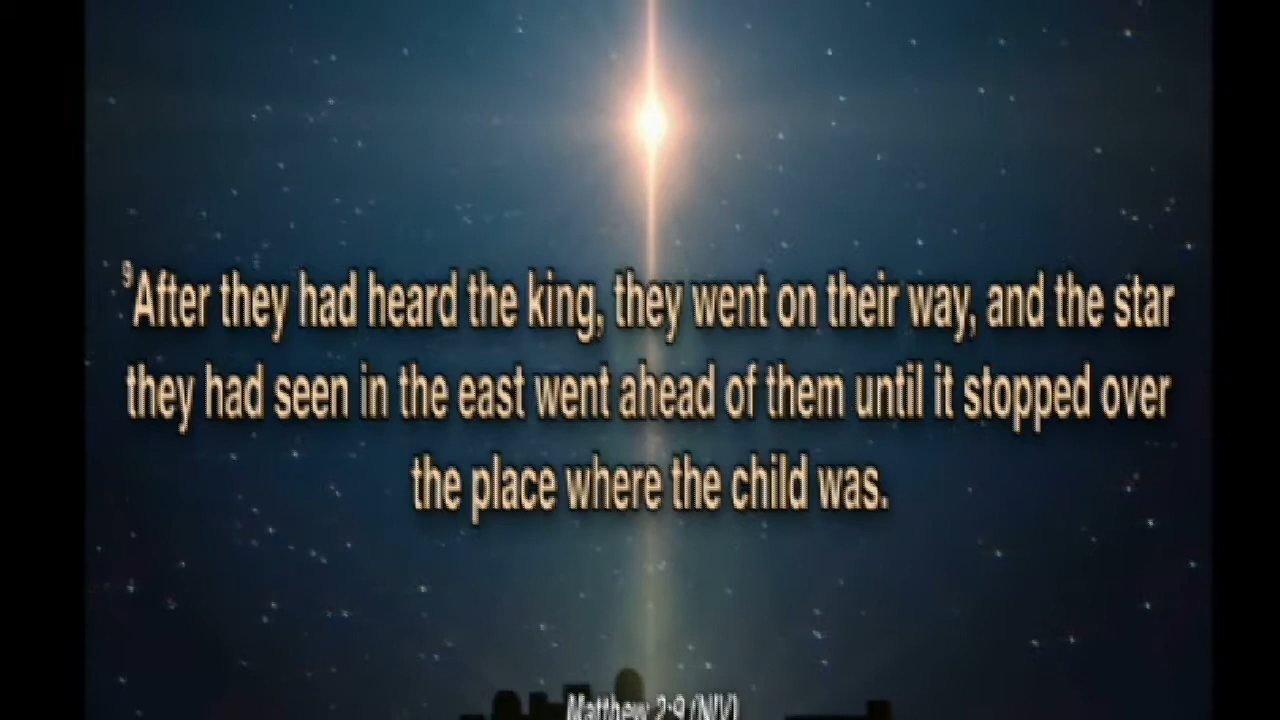 ⁹After they had heard the king, they went on their way, and the star
they had seen in the east went ahead of them until it stopped over
the place where the child was.
Matthew 2:9 (NIV)